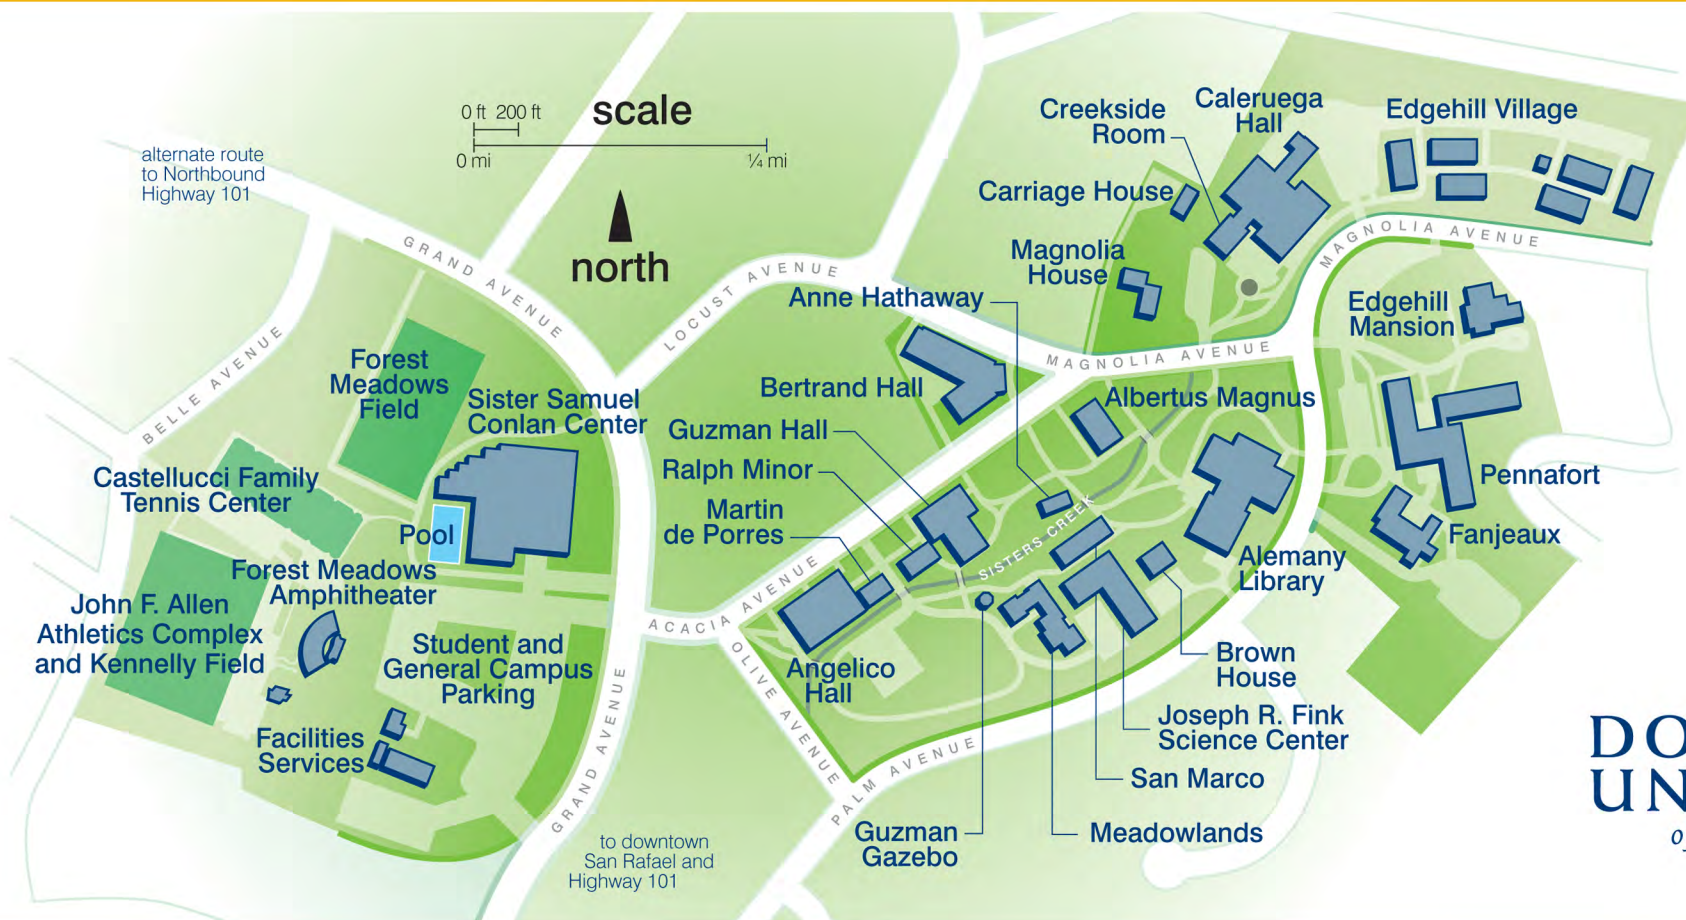 0 ft 200 ft
scale
0 mi
¼ mi
north
alternate route
to Northbound
Highway 101
GRAND AVENUE
LOCUST AVENUE
BELLE AVENUE
Creekside
Room
Caleruega
Hall
Edgehill Village
Carriage House
Magnolia
House
MAGNOLIA AVENUE
Anne Hathaway
Edgehill
Mansion
MAGNOLIA AVENUE
Forest
Meadows
Field
Sister Samuel
Conlan Center
Bertrand Hall
Albertus Magnus
Guzman Hall
Ralph Minor
Martin
de Porres
Castellucci Family
Tennis Center
Pool
Pennafort
Fanjeaux
SISTERS CREEK
Alemany
Library
Forest Meadows
Amphitheater
John F. Allen
Athletics Complex
and Kennelly Field
Student and
General Campus
Parking
ACACIA AVENUE
OLIVE AVENUE
Angelico
Hall
Brown
House
Joseph R. Fink
Science Center
San Marco
Facilities
Services
GRAND AVENUE
PALM AVENUE
Guzman
Gazebo
Meadowlands
to downtown
San Rafael and
Highway 101
DO
UN